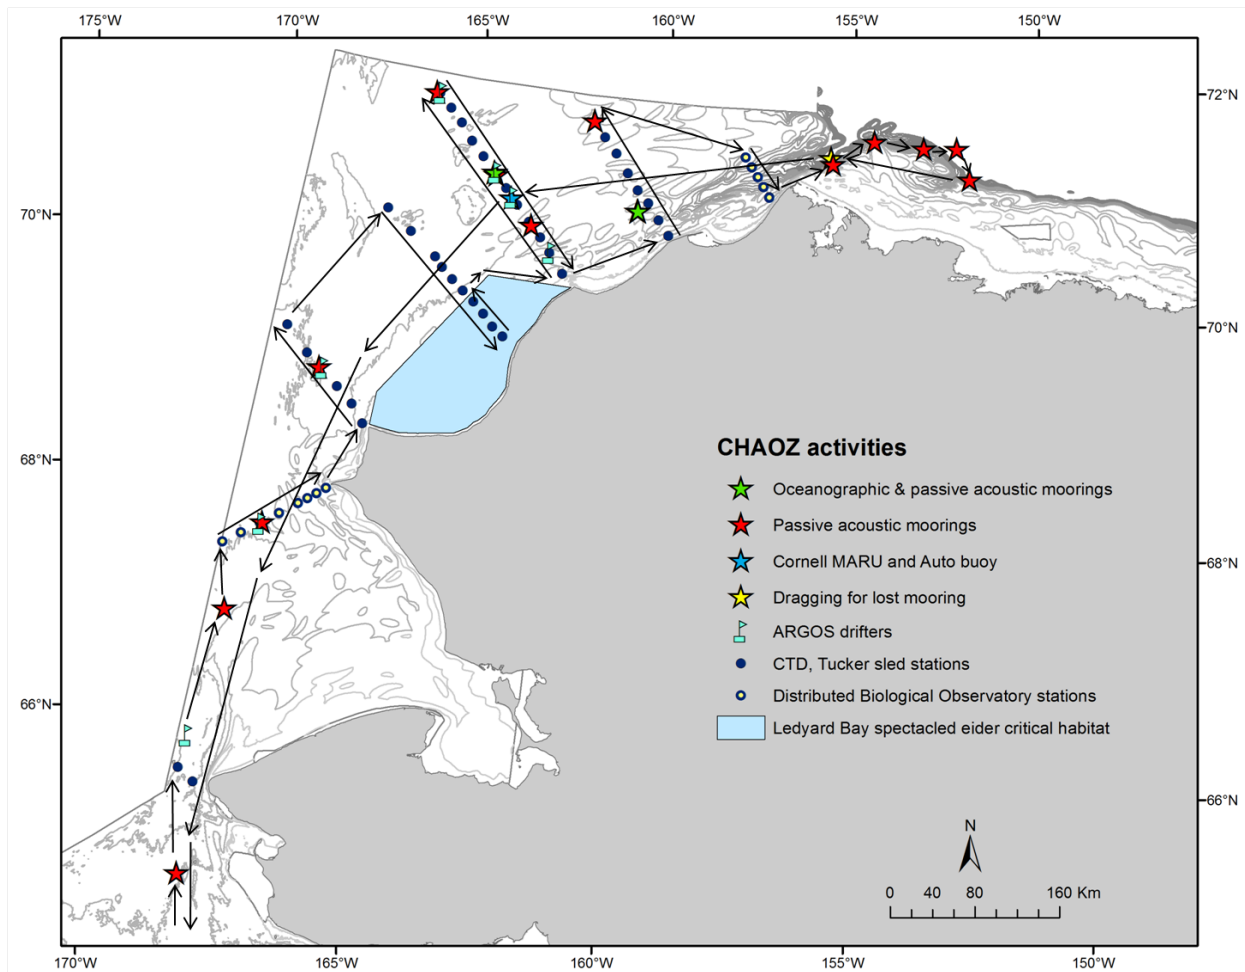 175°W 170°W 165°W 160°W 155°W 150°W
72°N
70°N
70°N
68°N
CHAOZ activities
Oceanographic & passive acoustic moorings
Passive acoustic moorings
Cornell MARU and Auto buoy
68°N
Dragging for lost mooring
ARGOS drifters
CTD, Tucker sled stations
Distributed Biological Observatory stations
66°N
Ledyard Bay spectacled eider critical habitat
66°N
N
0 40 80 160 Km
170°W 165°W 160°W 155°W 150°W